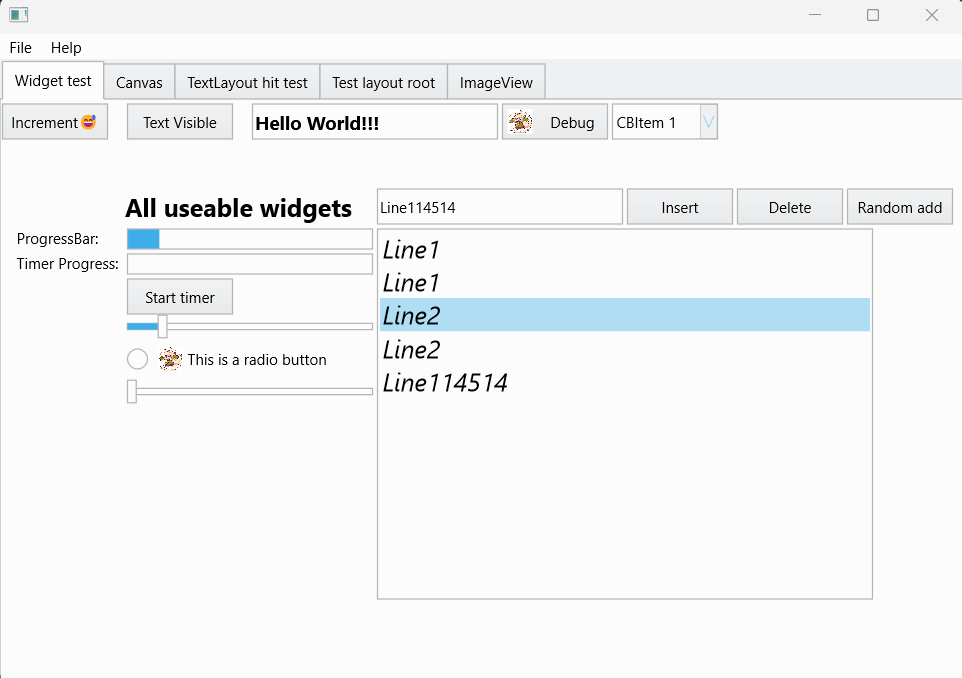 File Help
Widget test Canvas TextLayout hit test Test layout root ImageView
Increment😅 Text Visible Hello World!!! Debug CBItem 1
All useable widgets Line114514 Insert Delete Random add
ProgressBar:
Timer Progress:
Start timer
This is a radio button
Line1
Line1
Line2
Line2
Line114514